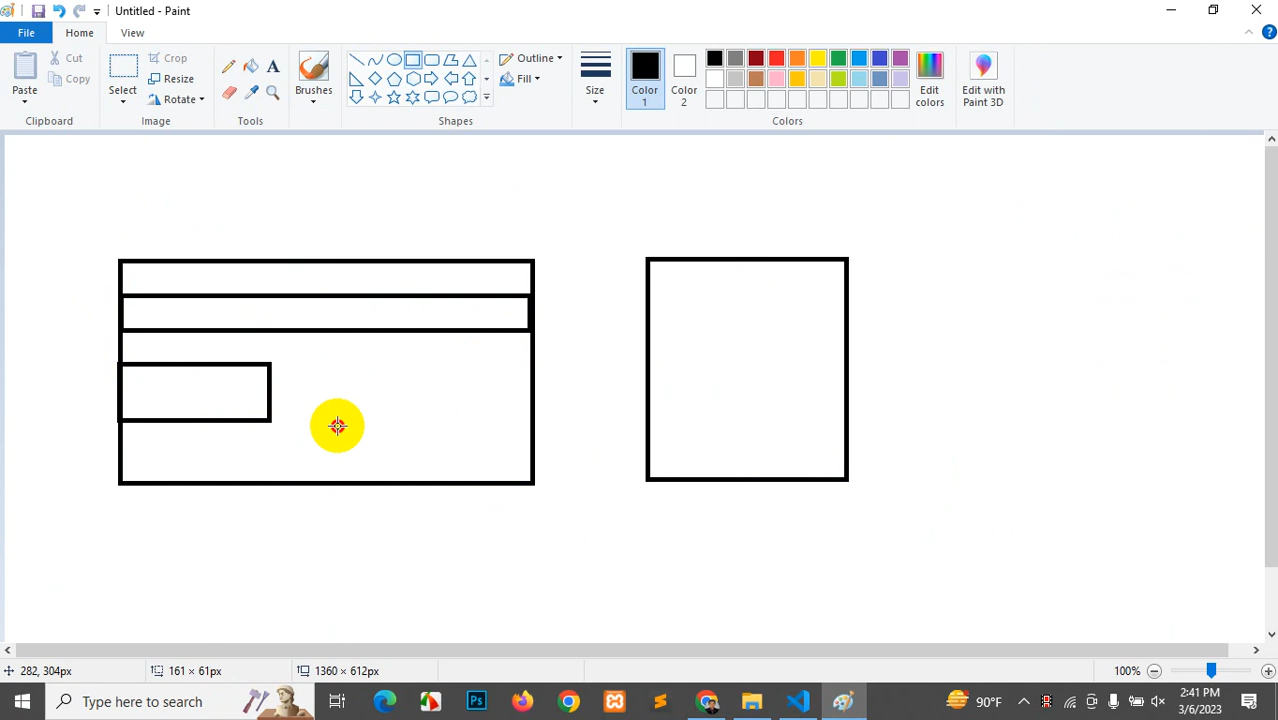 Untitled - Paint
File
Home
View
Paste
Cut
Copy
Clipboard
Select
Crop
Resize
Rotate
Image
A
Tools
Brushes
Shapes
Outline
Fill
Size
Color 1
Color 2
Edit colors
Colors
Edit with Paint 3D
282, 304px
161 × 61px
1360 × 612px
100%
Type here to search
Ps
90°F
2:41 PM
3/6/2023